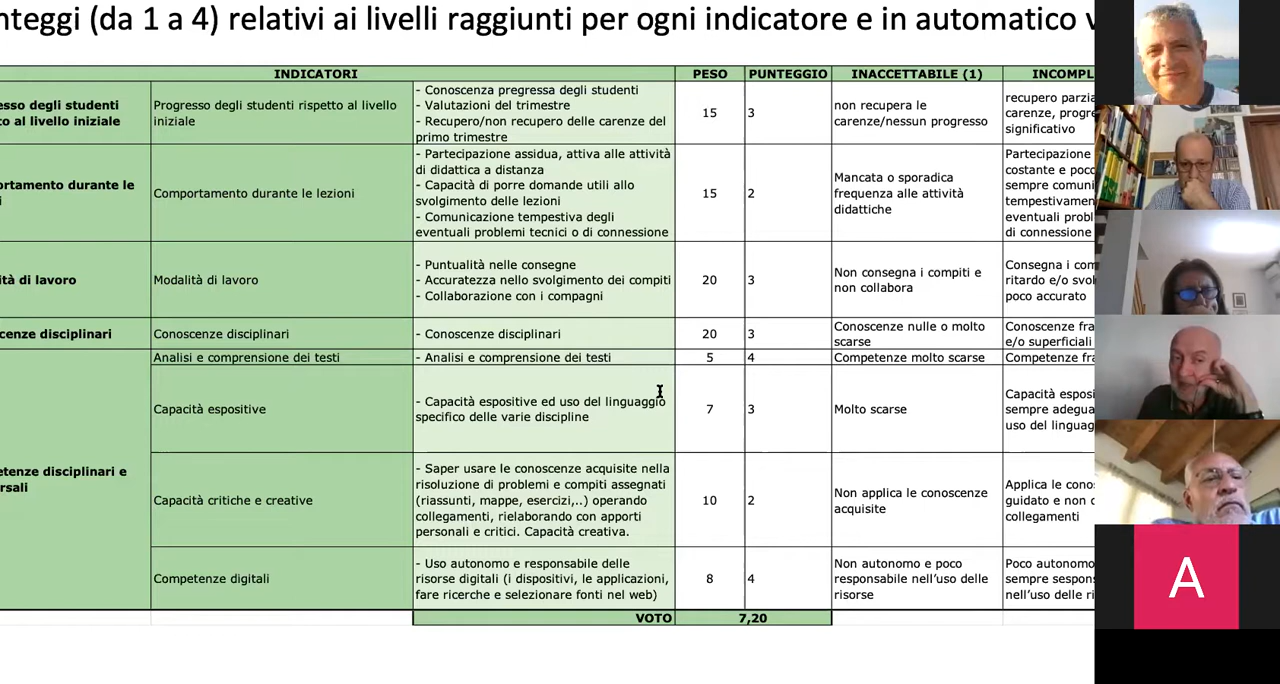 nteggi (da 1 a 4) relativi ai livelli raggiunti per ogni indicatore e in automatico v
INDICATORI PESO PUNTEGGIO INACCETTABILE (1) INCOMPL
esso degli studenti
to al livello iniziale
Progresso degli studenti rispetto al livello
iniziale
- Conoscenza pregressa degli studenti
- Valutazioni del trimestre
- Recupero/non recupero delle carenze del
primo trimestre
15
3
non recupera le
carenze/nessun progresso
recupero parzia
carenze, progre
significativo
ortamento durante le
i
Comportamento durante le lezioni
- Partecipazione assidua, attiva alle attività
di didattica a distanza
- Capacità di porre domande utili allo
svolgimento delle lezioni
- Comunicazione tempestiva degli
eventuali problemi tecnici o di connessione
15
2
Mancata o sporadica
frequenza alle attività
didattiche
Partecipazione
costante e poco
sempre comuni
tempestivamen
eventuali probl
di connessione
ità di lavoro
Modalità di lavoro
- Puntualità nelle consegne
- Accuratezza nello svolgimento dei compiti
- Collaborazione con i compagni
20
3
Non consegna i compiti e
non collabora
Consegna i com
ritardo e/o svol
poco accurato
cenze disciplinari
Conoscenze disciplinari
- Conoscenze disciplinari
20
3
Conoscenze nulle o molto
scarse
Conoscenze fra
e/o superficiali
etenze disciplinari e
rsali
Analisi e comprensione dei testi
- Analisi e comprensione dei testi
5
4
Competenze molto scarse
Competenze fra
Capacità espositive
- Capacità espositive ed uso del linguaggio
specifico delle varie discipline
7
3
Molto scarse
Capacità esposi
sempre adegua
uso del linguag
Capacità critiche e creative
- Saper usare le conoscenze acquisite nella
risoluzione di problemi e compiti assegnati
(riassunti, mappe, esercizi,..) operando
collegamenti, rielaborando con apporti
personali e critici. Capacità creativa.
10
2
Non applica le conoscenze
acquisite
Applica le cono
guidato e non c
collegamenti
Competenze digitali
- Uso autonomo e responsabile delle
risorse digitali (i dispositivi, le applicazioni,
fare ricerche e selezionare fonti nel web)
8
4
Non autonomo e poco
responsabile nell'uso delle
risorse
Poco autonomo
sempre sespons
nell'uso delle ri
VOTO 7,20
A